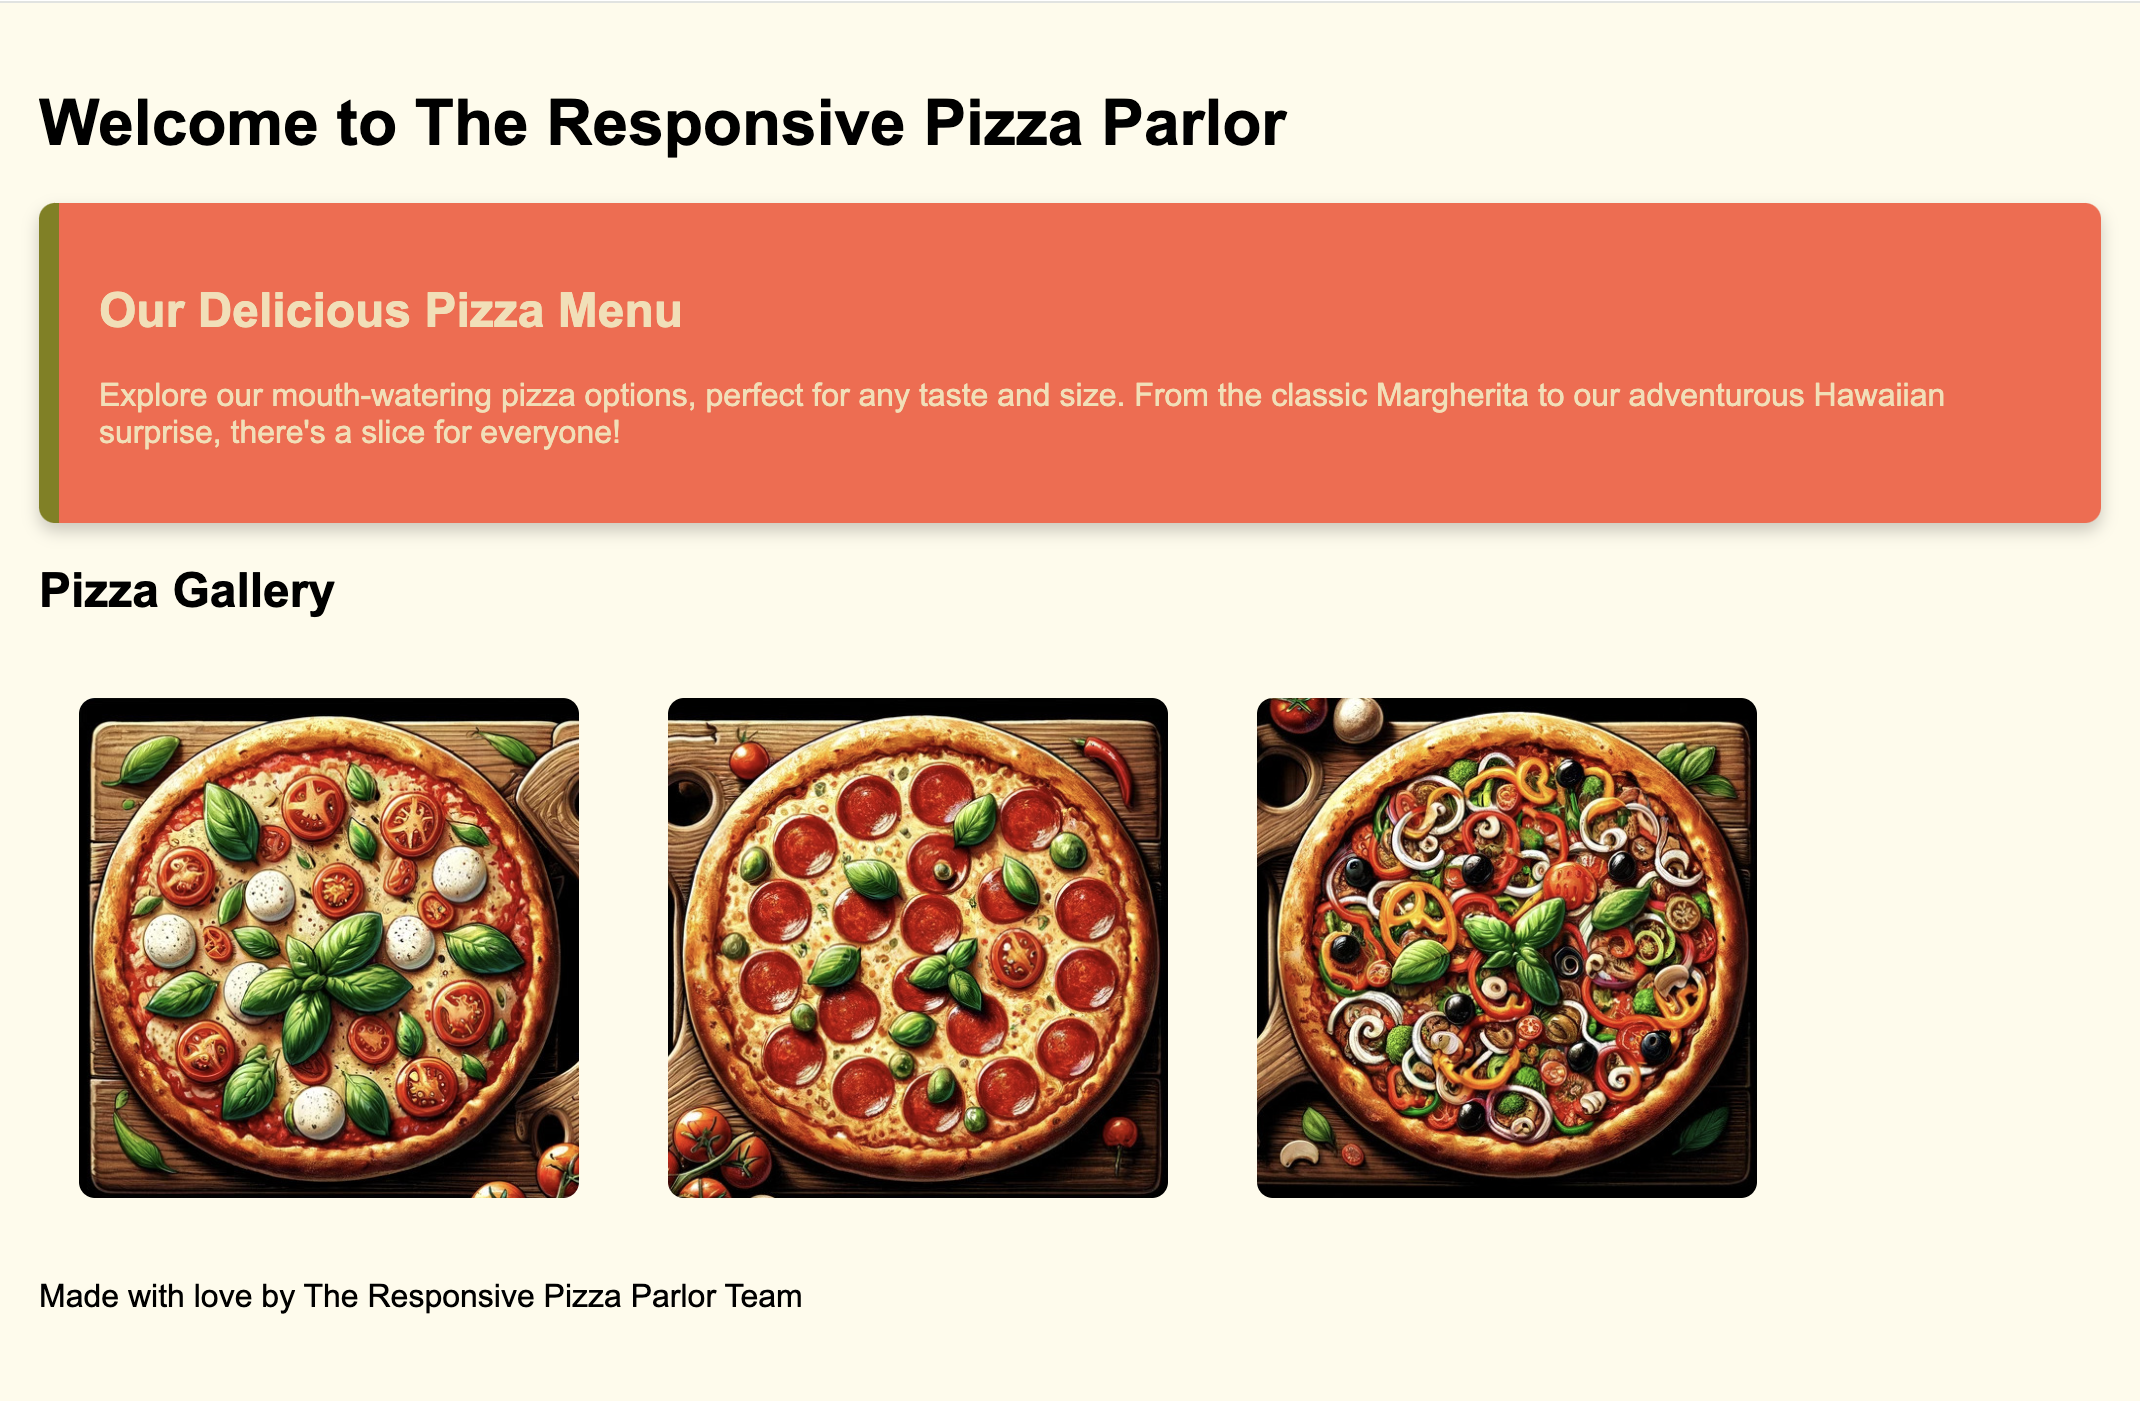 Welcome to The Responsive Pizza Parlor
Our Delicious Pizza Menu
Explore our mouth-watering pizza options, perfect for any taste and size. From the classic Margherita to our adventurous Hawaiian
surprise, there's a slice for everyone!
Pizza Gallery
Made with love by The Responsive Pizza Parlor Team